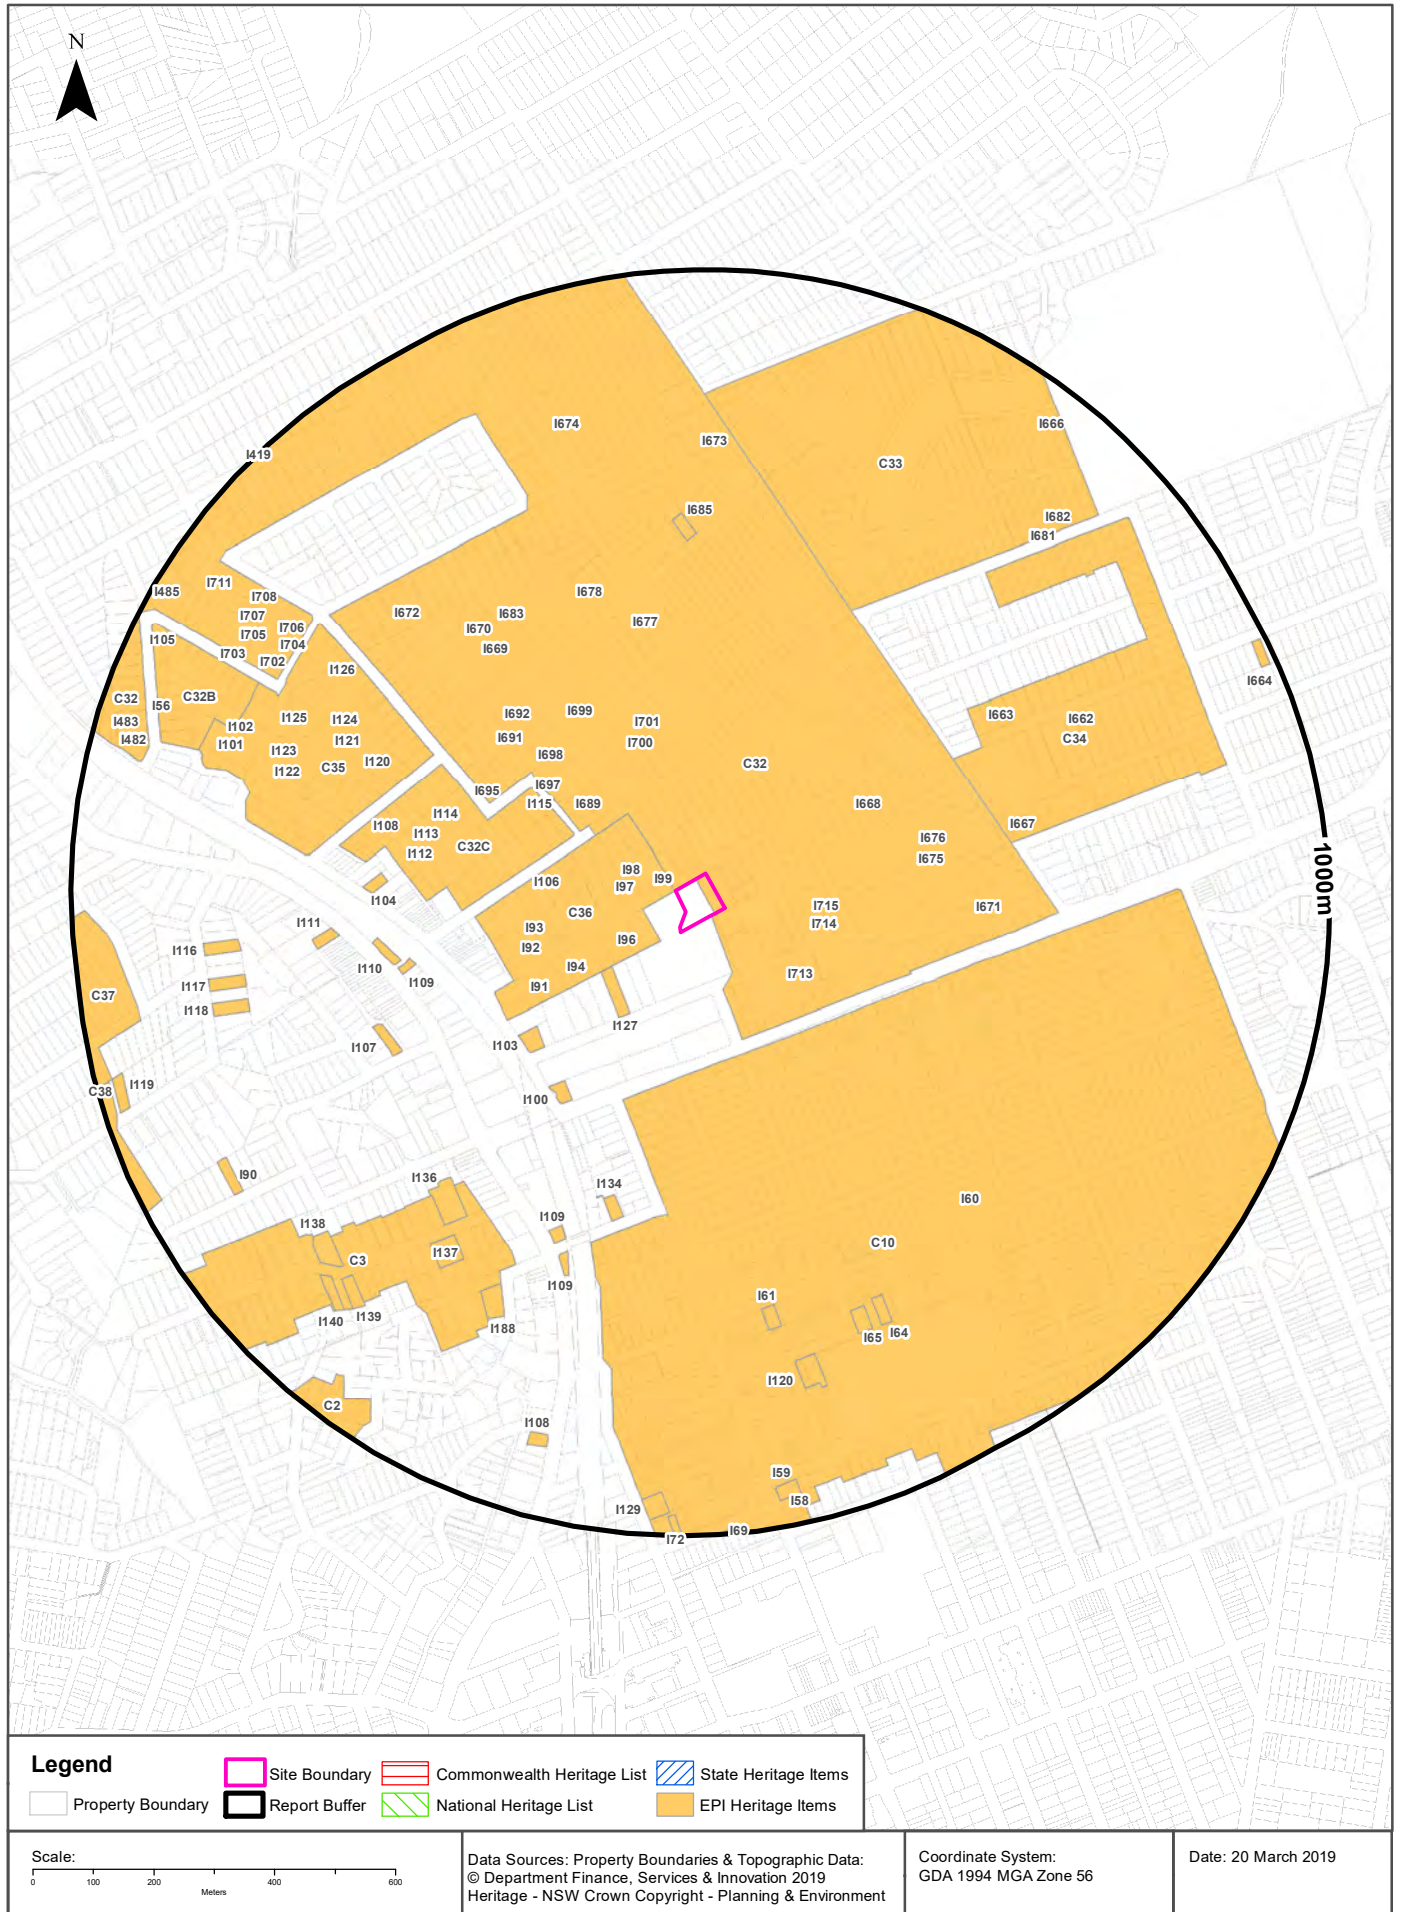 N
I674
I673
I666
I419
C33
I685
I682
I681
I711
I485
I708
I678
I672
I683
I707
I677
I706
I670
I705
I105
I704
I669
I703
I702
I126
I664
C32
C32B
I56
I692
I699
I663
I125
I124
I662
I483
I701
I102
I482
I101
I121
I691
I700
C34
I123
I698
I120
C32
I122
C35
I697
I695
I115
I689
I668
I114
I108
I667
I113
I676
C32C
I112
I675
I98
1000m
I99
I106
I97
I104
I715
I671
C36
I714
I111
I93
I96
I116
I92
I110
I94
I713
I109
I117
I91
C37
I118
I127
I107
I103
I119
C38
I100
I90
I136
I134
I60
I109
I138
C10
I137
C3
I109
I61
I140
I139
I188
I65
I64
I120
C2
I108
I59
I58
I129
I69
I72
Legend
Site Boundary
Commonwealth Heritage List
State Heritage Items
Property Boundary
Report Buffer
National Heritage List
EPI Heritage Items
Scale:
0 100 200 400 600
Meters
Data Sources: Property Boundaries & Topographic Data:
© Department Finance, Services & Innovation 2019
Heritage - NSW Crown Copyright - Planning & Environment
Coordinate System:
GDA 1994 MGA Zone 56
Date: 20 March 2019